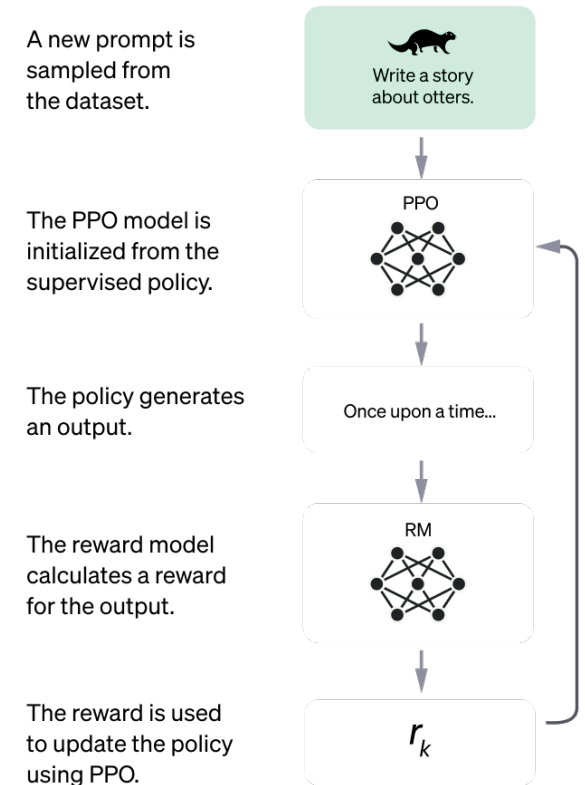 A new prompt is
sampled from
the dataset.
Write a story
about otters.
The PPO model is
initialized from the
supervised policy.
PPO
The policy generates
an output.
Once upon a time...
The reward model
calculates a reward
for the output.
RM
The reward is used
to update the policy
using PPO.
r_k